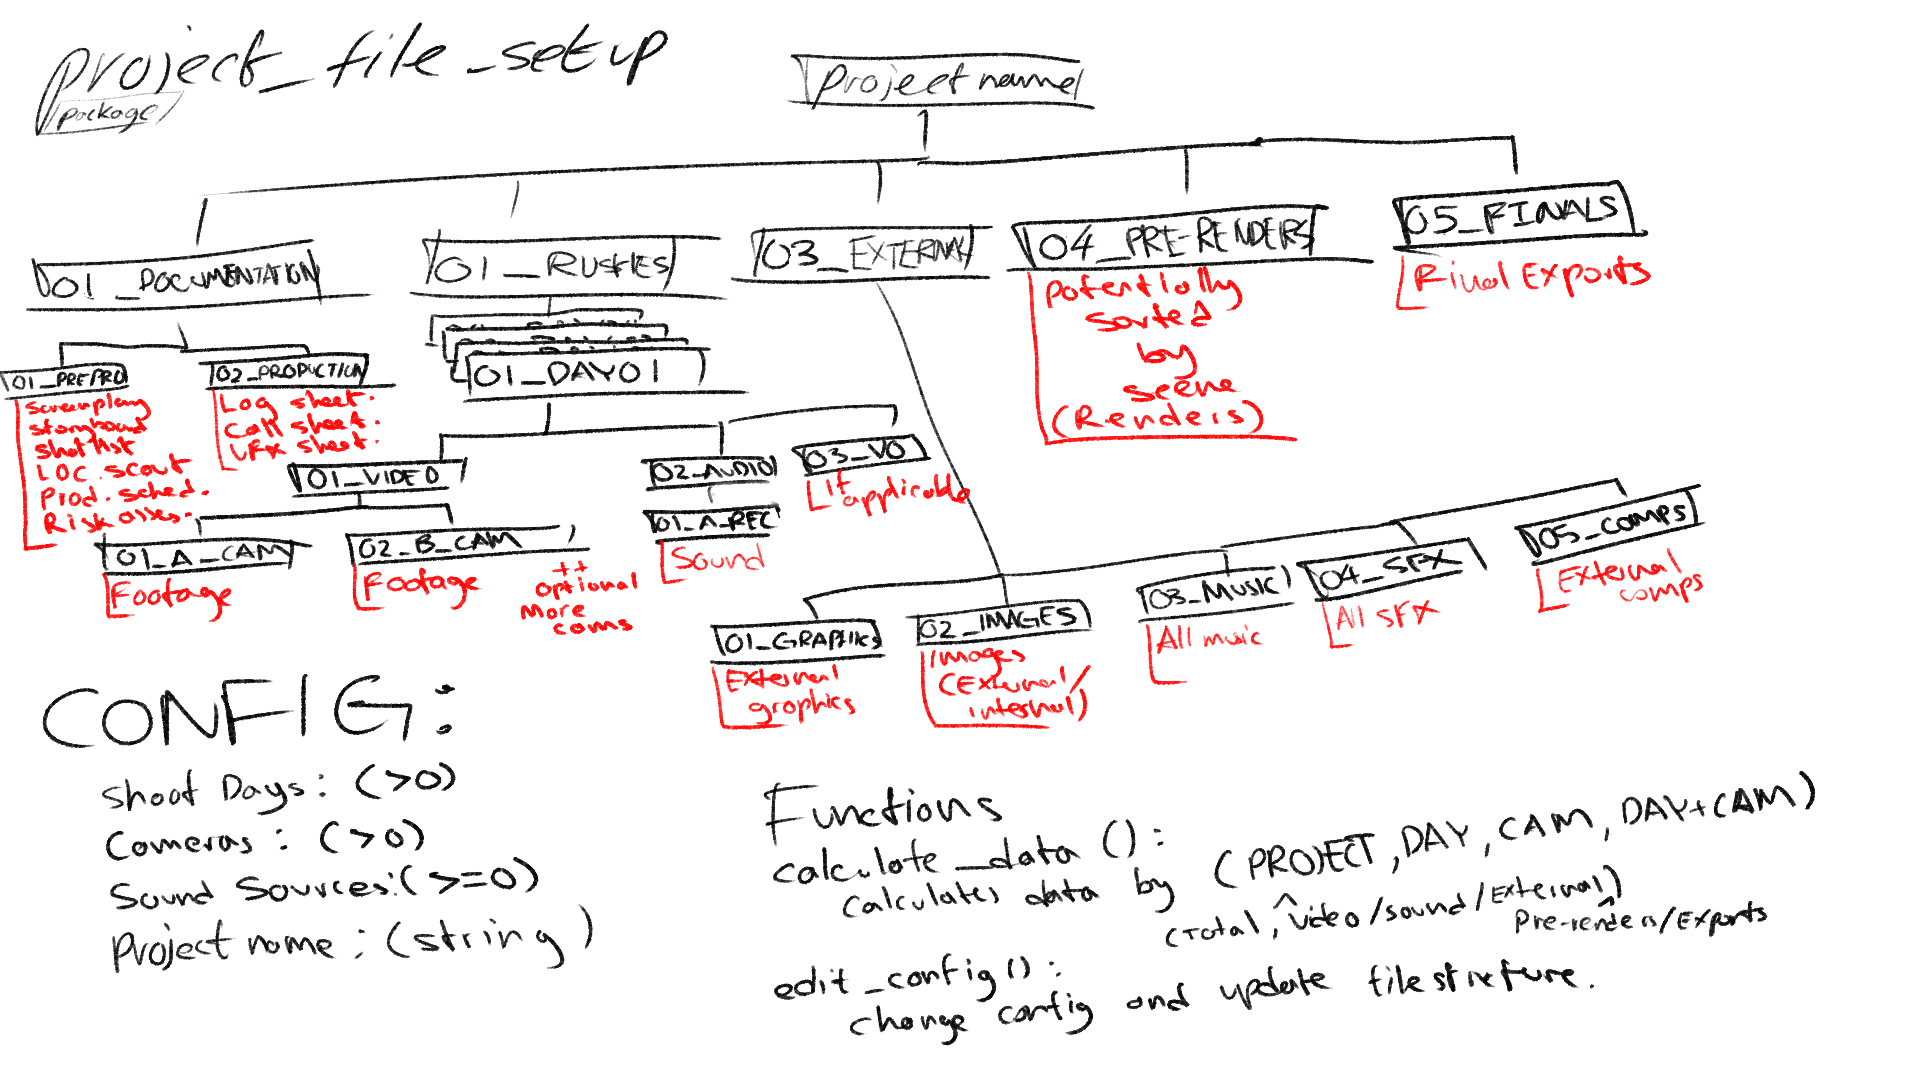 project_file_setup
package
Project name
01_DOCUMENTATION
01_RUSHES
03_EXTERNAL
04_PRE-RENDERS
05_FINALS
Potentially
sorted
by
scene
(Renders)
Final Exports
01_PREPRO
screenplay
storyboard
shotlist
LOC. scout
Prod. sched.
Risk asses.
02_PRODUCTION
Log sheet.
Call sheet.
VFX sheet.
01_DAY01
01_VIDEO
02_AUDIO
03_VO
If
applicable
01_A_CAM
Footage
02_B_CAM
Footage
++
optional
More
cams
01_A_REC
Sound
01_GRAPHICS
External
graphics
02_IMAGES
Images
(External/
internal)
03_MUSIC
All music
04_SFX
All SFX
05_COMPS
External
comps
CONFIG:
Shoot Days: (>0)
Cameras: (>0)
Sound Sources: (>=0)
Project name: (string)
Functions
calculate_data():
calculates data by (PROJECT, DAY, CAM, DAY+CAM)
(Total, video/sound/External)
Pre-renders/Exports
edit_config():
change config and update filestructure.